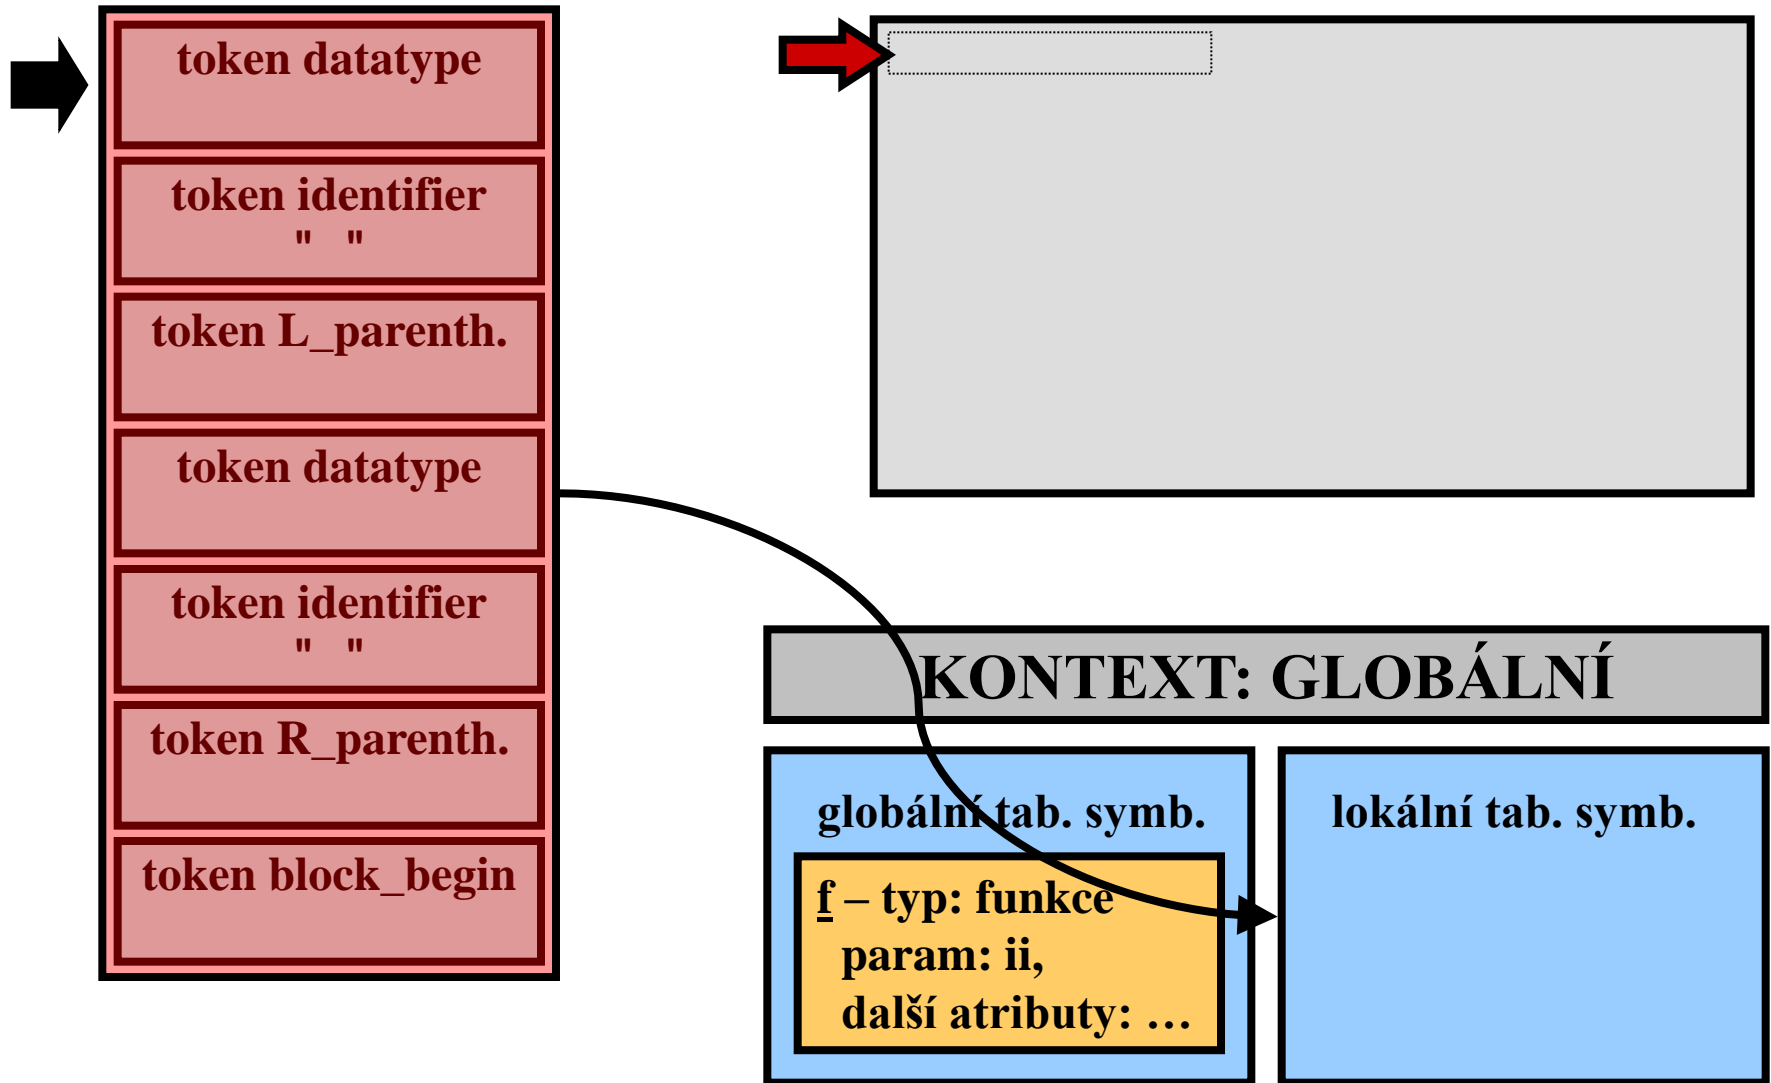 token datatype
token identifier
" "
token L_parenth.
token datatype
token identifier
" "
token R_parenth.
token block_begin
KONTEXT: GLOBÁLNÍ
globální tab. symb.
f – typ: funkce
param: ii,
další atributy: …
lokální tab. symb.